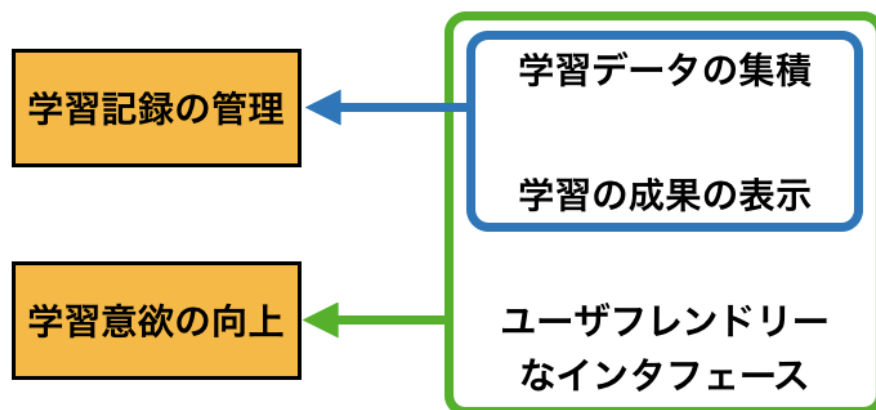 学習記録の管理
学習意欲の向上
学習データの集積
学習の成果の表示
ユーザフレンドリー
なインタフェース